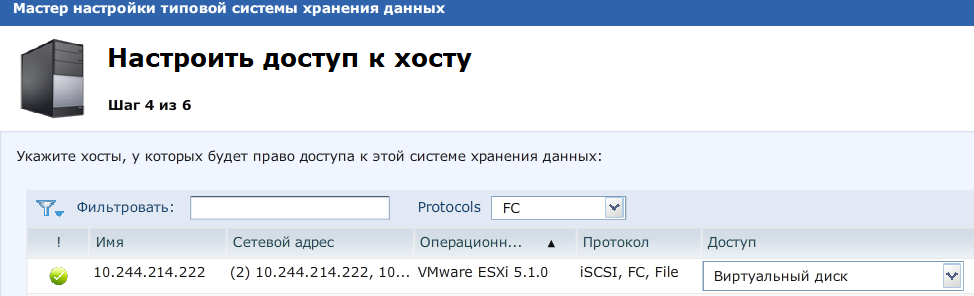 Мастер настройки типовой системы хранения данных
Настроить доступ к хосту
Шаг 4 из 6
Укажите хосты, у которых будет право доступа к этой системе хранения данных:
Фильтровать: Protocols FC
! Имя Сетевой адрес Операционн... ▲ Протокол Доступ
10.244.214.222 (2) 10.244.214.222, 10... VMware ESXi 5.1.0 iSCSI, FC, File Виртуальный диск